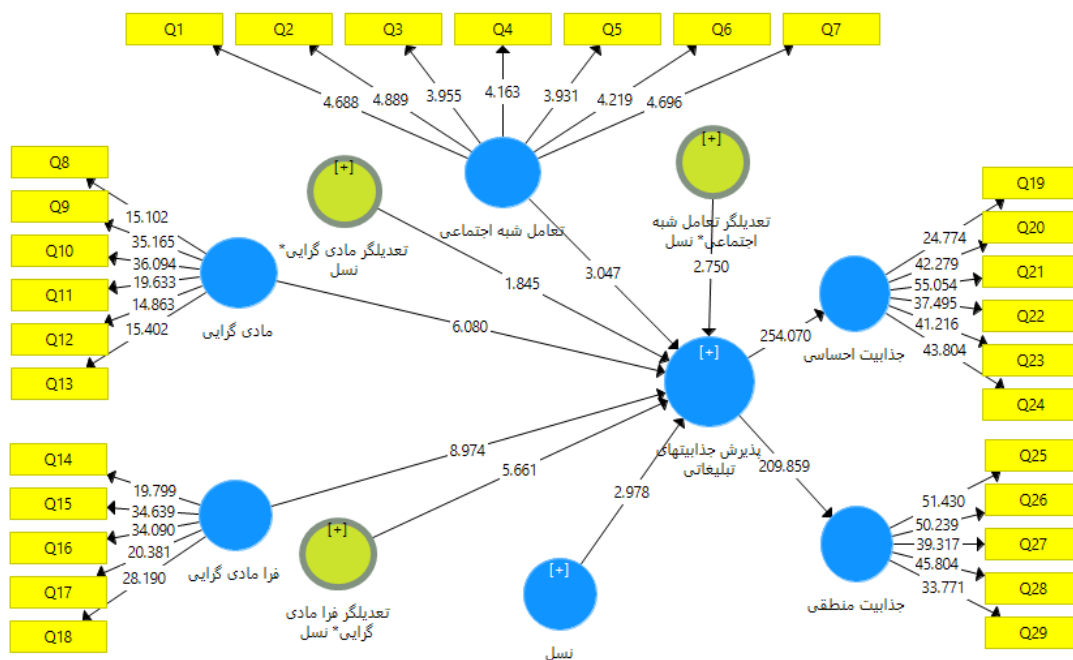 Q1
Q2
Q3
Q4
Q5
Q6
Q7
4.688
4.889
3.955
4.163
3.931
4.219
4.696
Q8
Q9
Q10
Q11
Q12
Q13
15.102
35.165
36.094
19.633
14.863
15.402
مادی گرایی
[+]
تعدیلگر مادی گرایی*
نسل
تعامل شبه اجتماعی
[+]
تعدیلگر تعامل شبه
اجتماعی* نسل
1.845
3.047
2.750
6.080
[+]
پذیرش جذابیتهای
تبلیغاتی
254.070
209.859
جذابیت احساسی
24.774
42.279
55.054
37.495
41.216
43.804
Q19
Q20
Q21
Q22
Q23
Q24
Q14
Q15
Q16
Q17
Q18
19.799
34.639
34.090
20.381
28.190
فرا مادی گرایی
8.974
5.661
2.978
[+]
تعدیلگر فرا مادی
گرایی* نسل
[+]
نسل
جذابیت منطقی
51.430
50.239
39.317
45.804
33.771
Q25
Q26
Q27
Q28
Q29